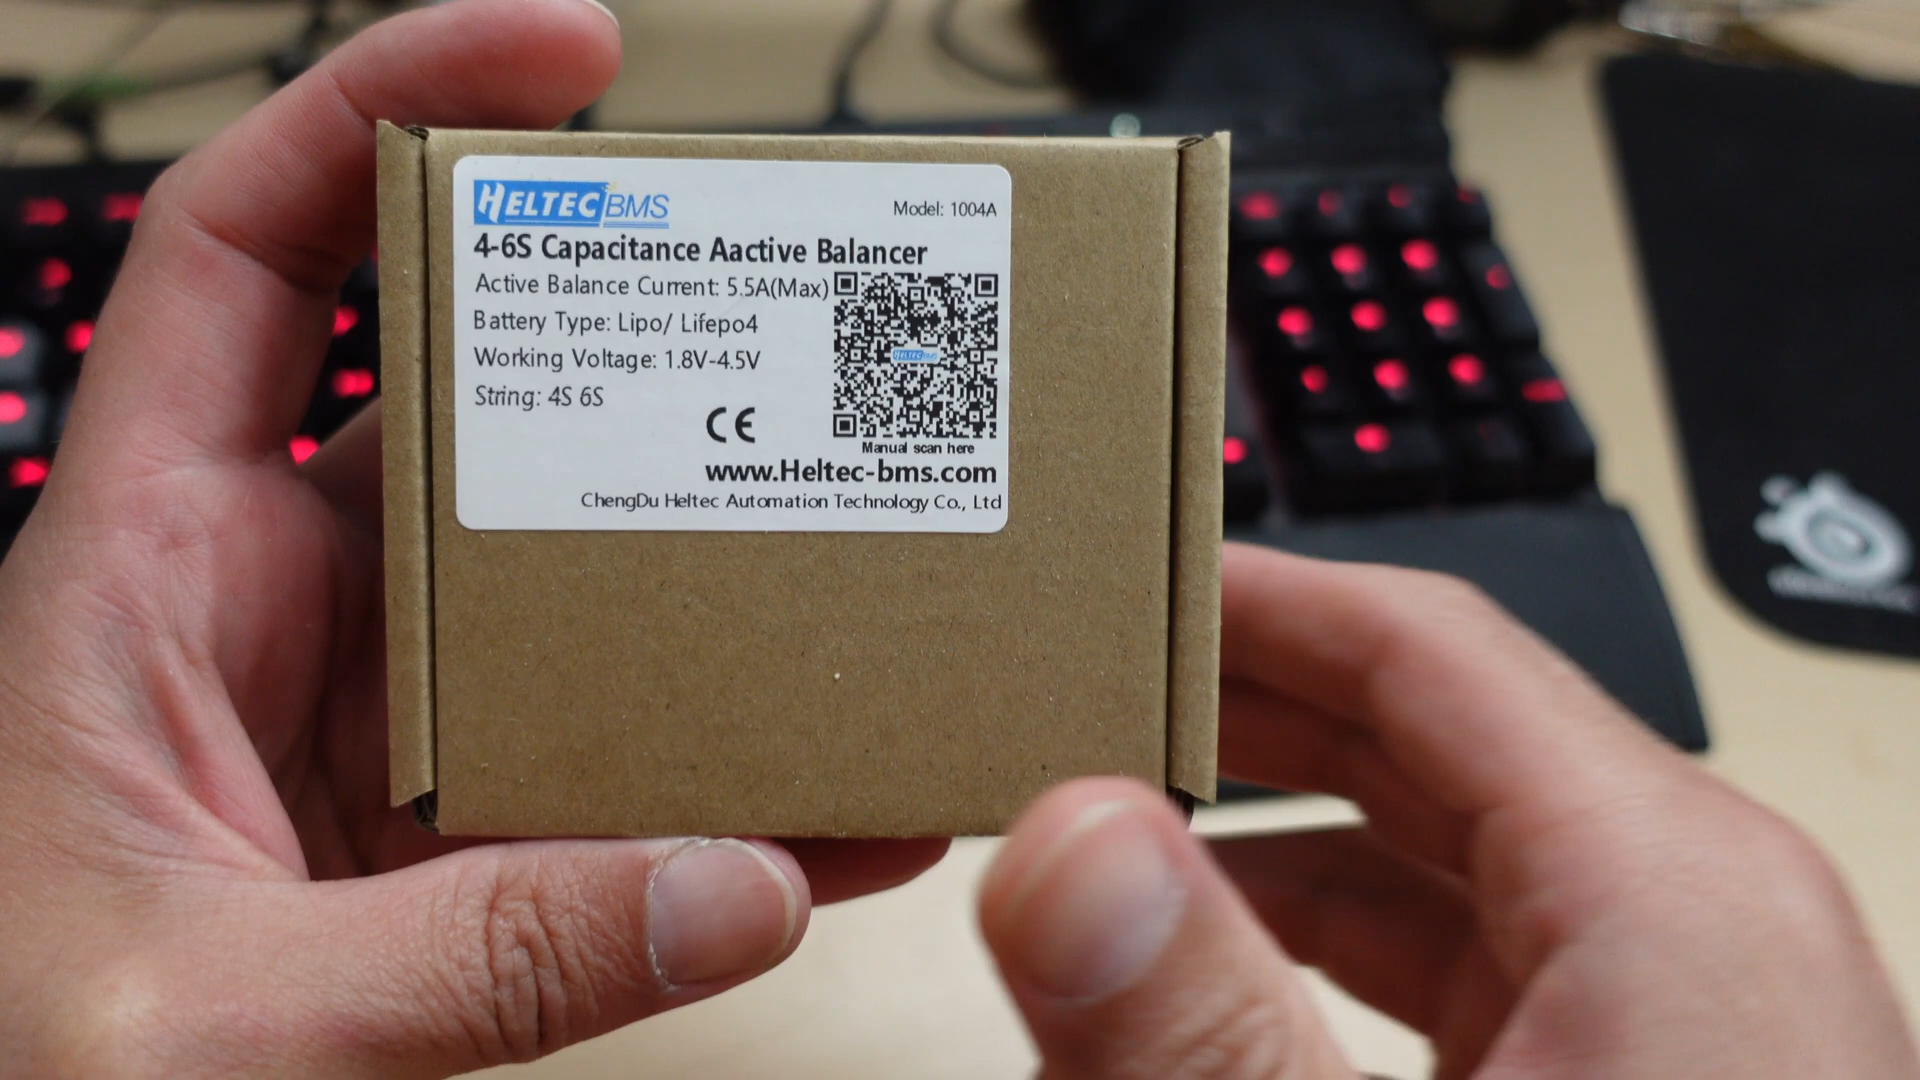 HELTEC BMS
Model: 1004A
4-6S Capacitance Aactive Balancer
Active Balance Current: 5.5A(Max)
Battery Type: Lipo/ Lifepo4
Working Voltage: 1.8V-4.5V
String: 4S 6S
CE
HELTEC BMS
Manual scan here
www.Heltec-bms.com
ChengDu Heltec Automation Technology Co., Ltd